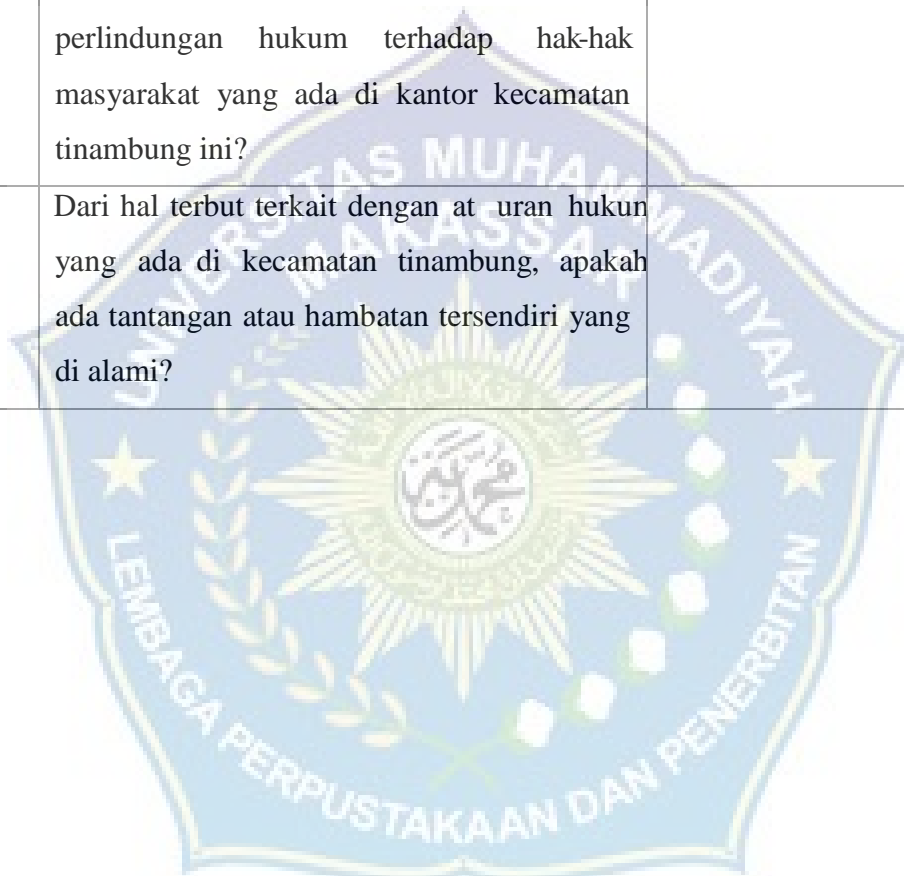 perlindungan hukum terhadap hak-hak
masyarakat yang ada di kantor kecamatan
tinambung ini?
Dari hal terbut terkait dengan at uran hukun
yang ada di kecamatan tinambung, apakah
ada tantangan atau hambatan tersendiri yang
di alami?
UNIVERSITAS MUHAMMADIYAH
MAKASSAR
LEMBAGA PERPUSTAKAAN DAN PENERBITAN